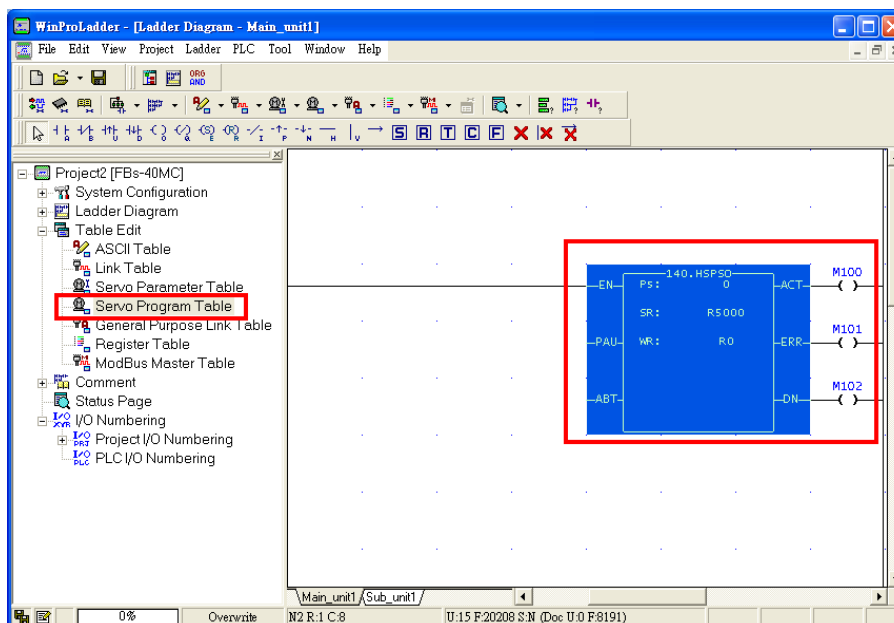 WinProLadder - [Ladder Diagram - Main_unit1]
File Edit View Project Ladder PLC Tool Window Help
ORG
AND
A B U D O Q S E R E I P N H V S R T C F
Project2 [FBs-40MC]
System Configuration
Ladder Diagram
Table Edit
ASCII Table
Link Table
Servo Parameter Table
Servo Program Table
General Purpose Link Table
Register Table
ModBus Master Table
Comment
Status Page
I/O Numbering
Project I/O Numbering
PLC I/O Numbering
140.HSPSO
EN Ps: 0 ACT M100
SR: R5000
PAU WR: R0 ERR M101
ABT DN M102
Main_unit1 Sub_unit1
0% Overwrite N2 R:1 C:8 U:15 F:20208 S:N (Doc U:0 F:8191)